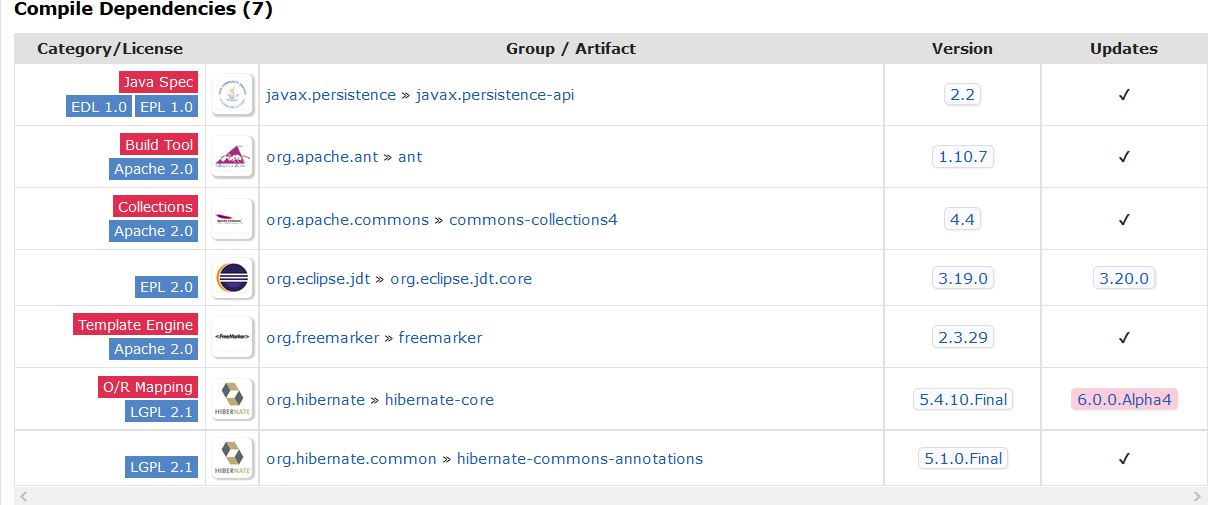 Compile Dependencies (7)
Category/License Group / Artifact Version Updates
Java Spec
EDL 1.0 EPL 1.0 javax.persistence » javax.persistence-api 2.2 ✓
Build Tool
Apache 2.0 org.apache.ant » ant 1.10.7 ✓
Collections
Apache 2.0 org.apache.commons » commons-collections4 4.4 ✓
EPL 2.0 org.eclipse.jdt » org.eclipse.jdt.core 3.19.0 3.20.0
Template Engine
Apache 2.0 <FreeMarker> org.freemarker » freemarker 2.3.29 ✓
O/R Mapping
LGPL 2.1 HIBERNATE org.hibernate » hibernate-core 5.4.10.Final 6.0.0.Alpha4
LGPL 2.1 HIBERNATE org.hibernate.common » hibernate-commons-annotations 5.1.0.Final ✓